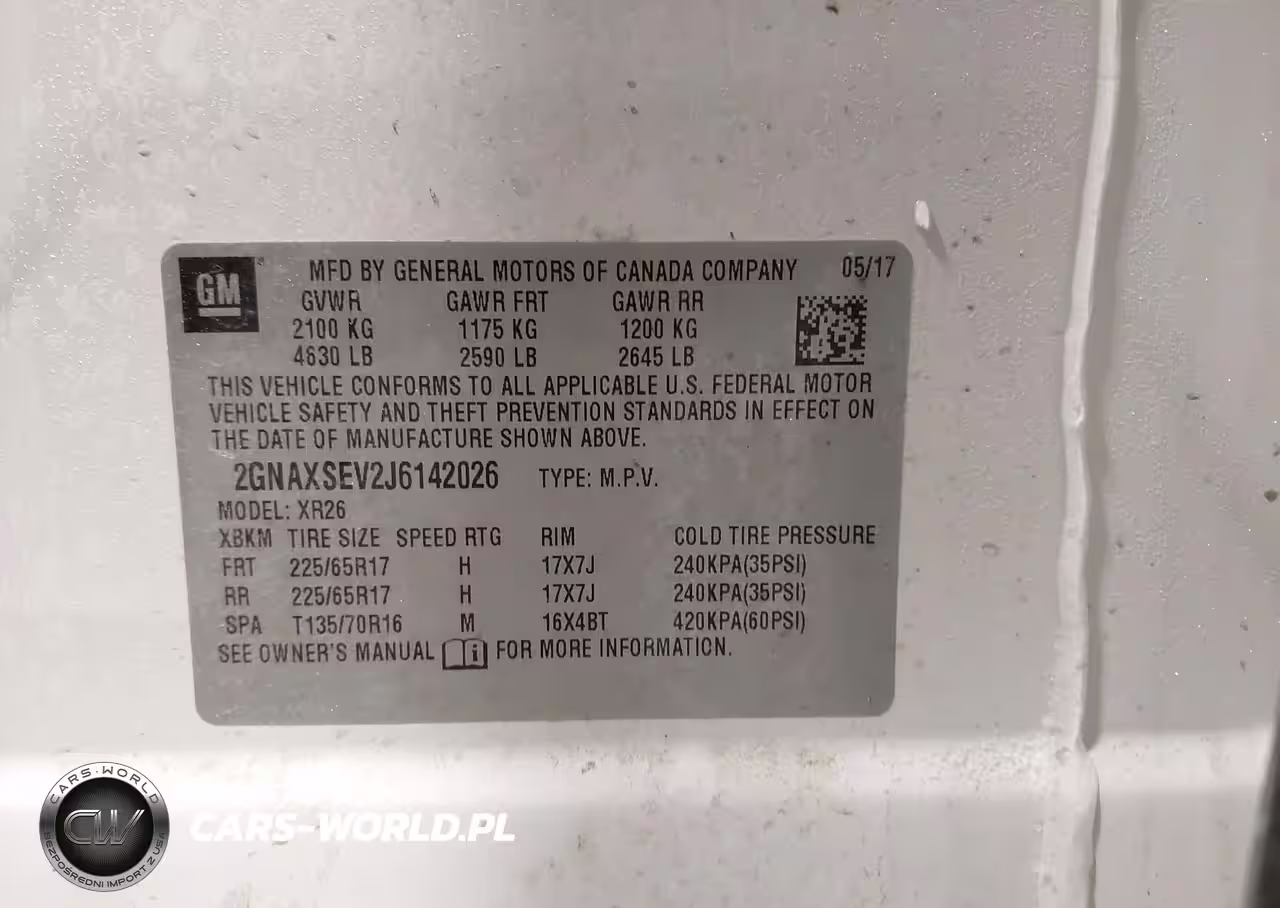 GM
MFD BY GENERAL MOTORS OF CANADA COMPANY 05/17
GVWR GAWR FRT GAWR RR
2100 KG 1175 KG 1200 KG
4630 LB 2590 LB 2645 LB
THIS VEHICLE CONFORMS TO ALL APPLICABLE U.S. FEDERAL MOTOR
VEHICLE SAFETY AND THEFT PREVENTION STANDARDS IN EFFECT ON
THE DATE OF MANUFACTURE SHOWN ABOVE.
2GNAXSEV2J6142026 TYPE: M.P.V.
MODEL: XR26
XBKM TIRE SIZE SPEED RTG RIM COLD TIRE PRESSURE
FRT 225/65R17 H 17X7J 240KPA(35PSI)
RR 225/65R17 H 17X7J 240KPA(35PSI)
SPA T135/70R16 M 16X4BT 420KPA(60PSI)
SEE OWNER'S MANUAL FOR MORE INFORMATION.
CARS-WORLD
CW
BEZPOŚREDNI IMPORT Z USA
CARS-WORLD.PL